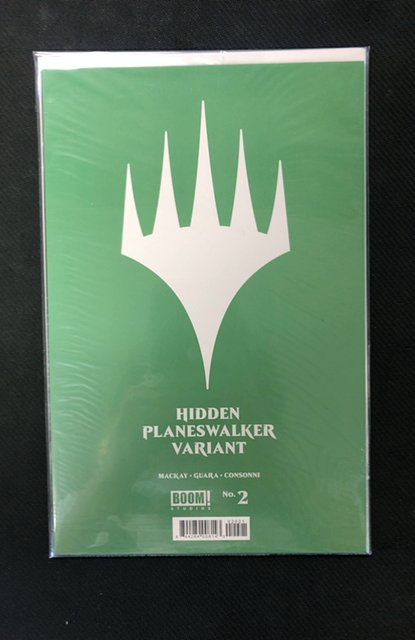 HIDDEN
PLANESWALKER
VARIANT
MACKAY · GUARA · CONSONNI
BOOM! No. 2
STUDIOS